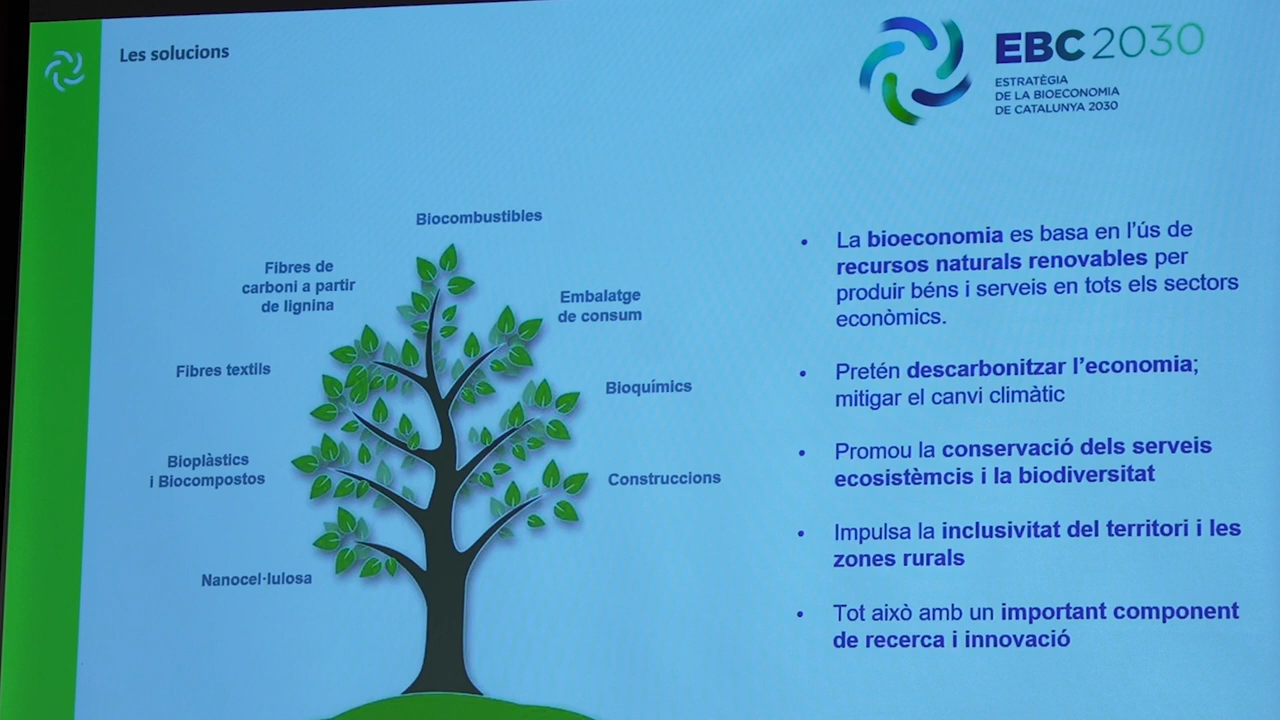 Les solucions
EBC 2030
ESTRATÈGIA
DE LA BIOECONOMIA
DE CATALUNYA 2030
Biocombustibles
Fibres de
carboni a partir
de lignina
Embalatge
de consum
Fibres textils
Bioquímics
Bioplàstics
i Biocompostos
Construccions
Nanocel·lulosa
• La bioeconomia es basa en l’ús de
recursos naturals renovables per
produir béns i serveis en tots els sectors
econòmics.
• Pretén descarbonitzar l’economia;
mitigar el canvi climàtic
• Promou la conservació dels serveis
ecosistèmcis i la biodiversitat
• Impulsa la inclusivitat del territori i les
zones rurals
• Tot això amb un important component
de recerca i innovació